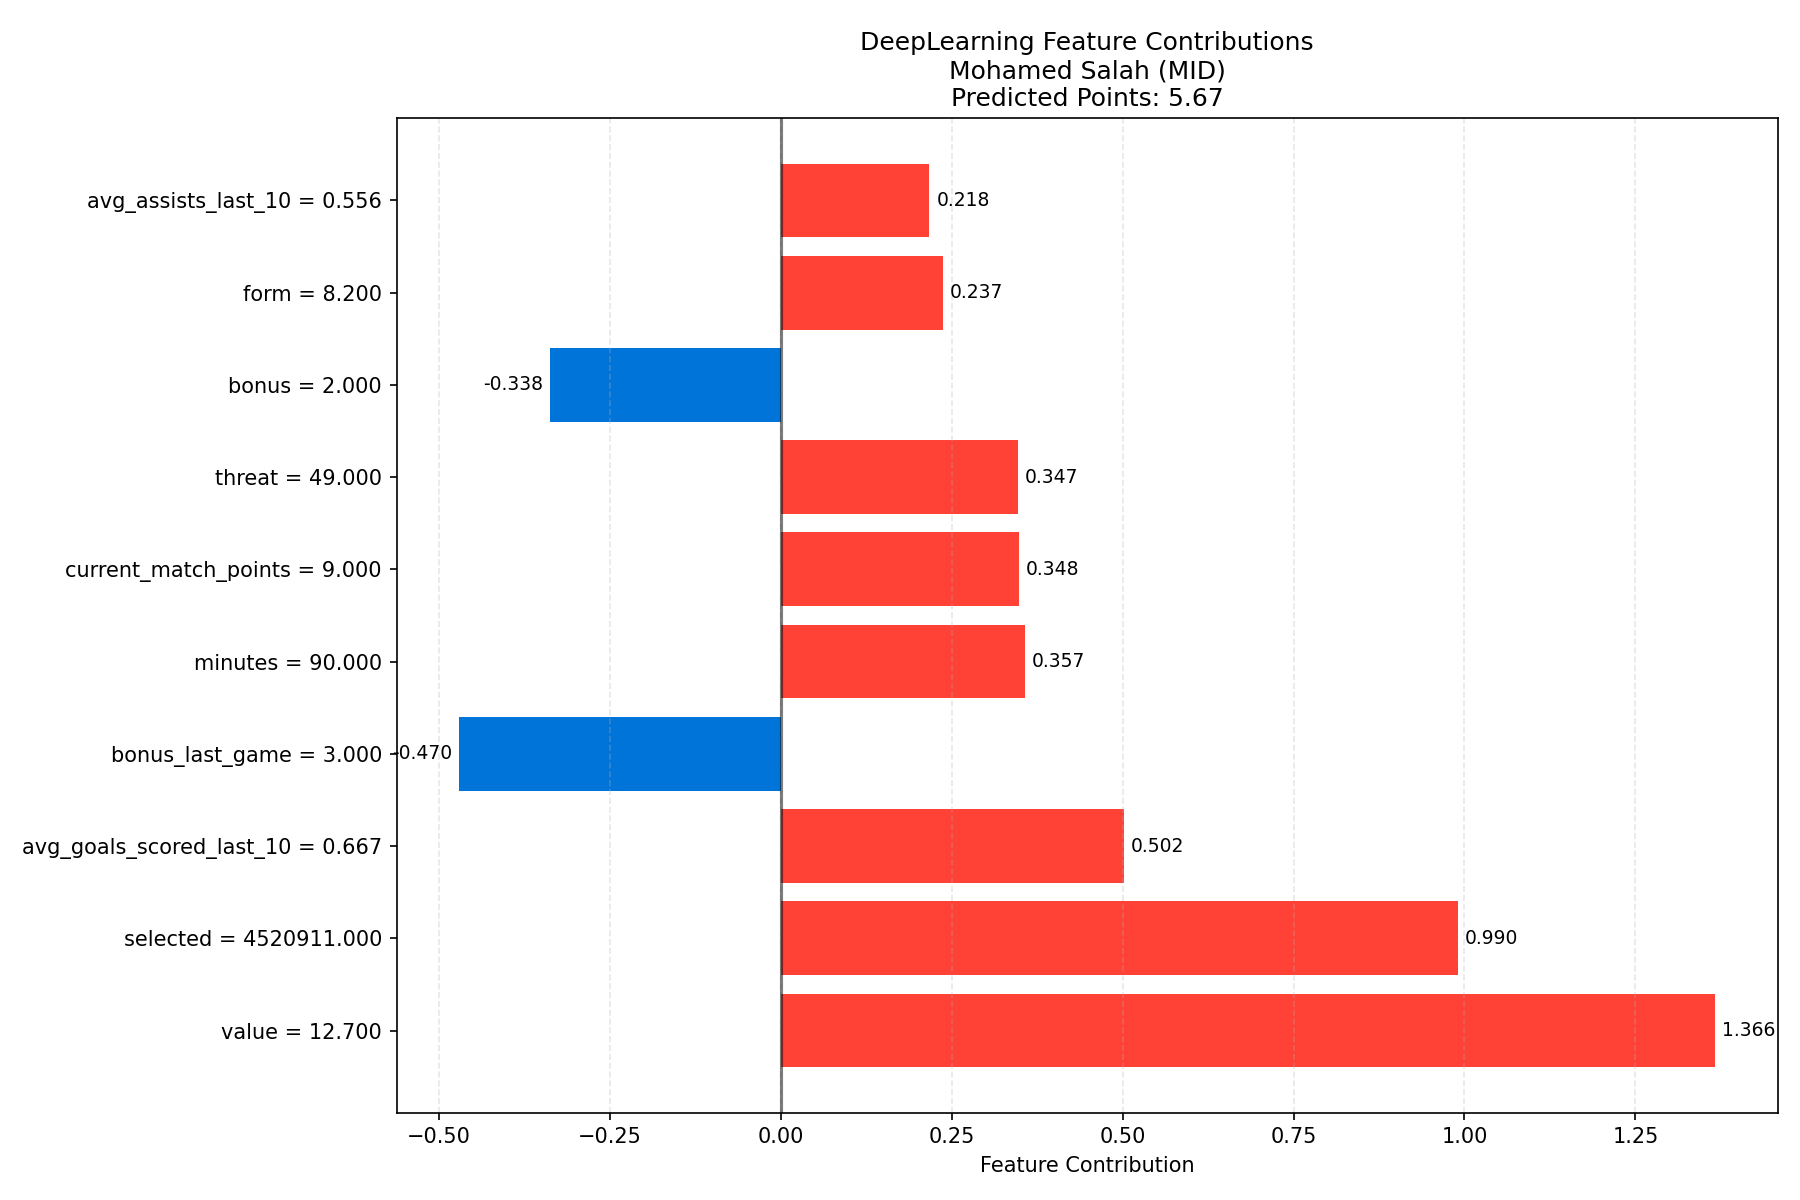 DeepLearning Feature Contributions
Mohamed Salah (MID)
Predicted Points: 5.67
avg_assists_last_10 = 0.556
0.218
form = 8.200
0.237
bonus = 2.000
-0.338
threat = 49.000
0.347
current_match_points = 9.000
0.348
minutes = 90.000
0.357
bonus_last_game = 3.000
-0.470
avg_goals_scored_last_10 = 0.667
0.502
selected = 4520911.000
0.990
value = 12.700
1.366
−0.50 −0.25 0.00 0.25 0.50 0.75 1.00 1.25
Feature Contribution